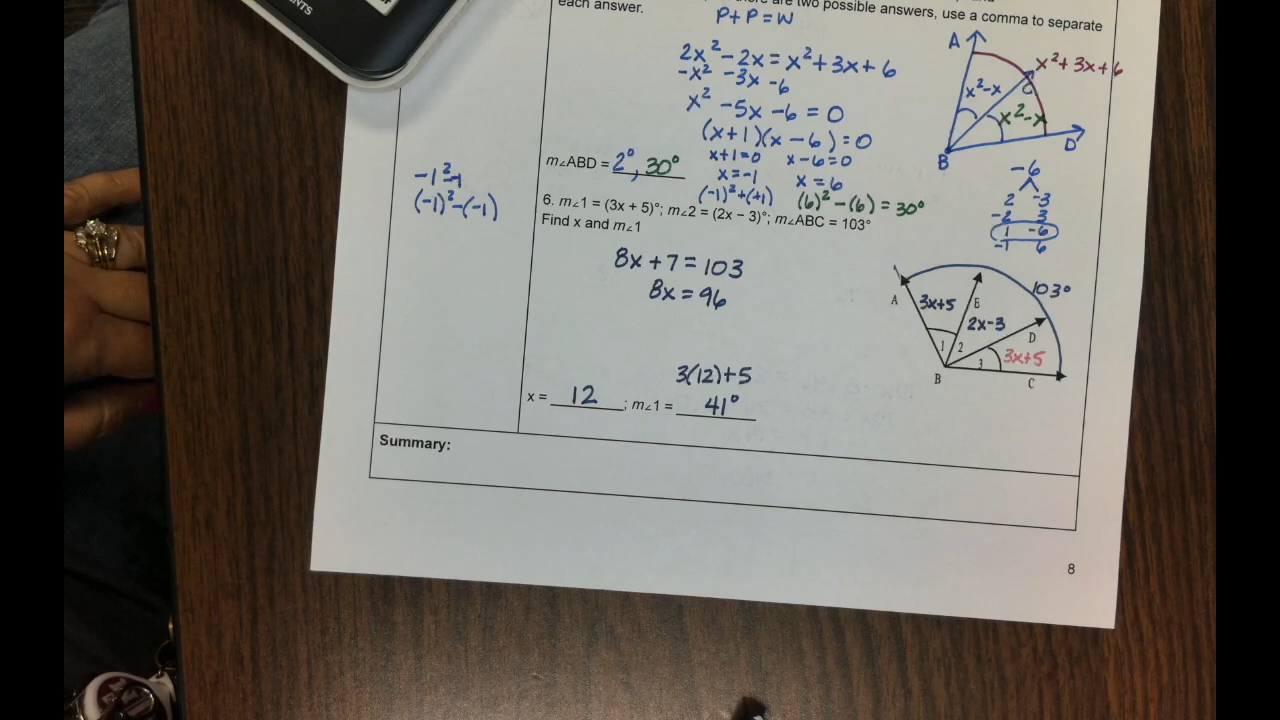 ere are two possible answers, use a comma to separate
each answer.
P+P=W
2x²-2x=x²+3x+6
-x² -3x -6
x² -5x -6 = 0
(x+1)(x-6)=0
x+1=0 x-6=0
x=-1 x=6
(-1)²+(+1) (6)²-(6)=30°
m∠ABD = 2°, 30°
-1²-1
(-1)²-(-1)
A
x²+3x+6
x²-x
C
x²-x
B
D
-6
2 -3
-2 3
1 -6
-1 6
6. m∠1 = (3x + 5)°; m∠2 = (2x – 3)°; m∠ABC = 103°
Find x and m∠1
8x+7=103
8x=96
3(12)+5
x = 12 ; m∠1 = 41°
103°
A
3x+5
E
2x-3
D
1 2
3
3x+5
B
C
Summary:
8